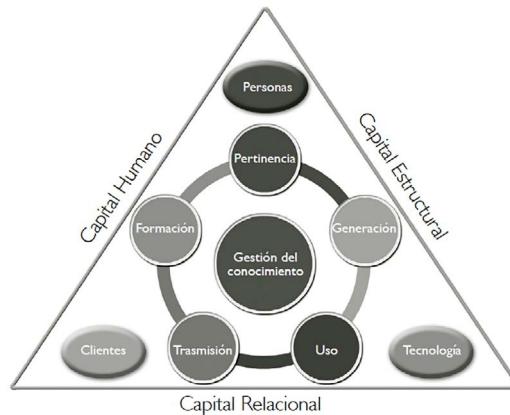 Personas
Capital Humano
Capital Estructural
Pertinencia
Formación
Generación
Gestión del
conocimiento
Clientes
Trasmisión
Uso
Tecnología
Capital Relacional